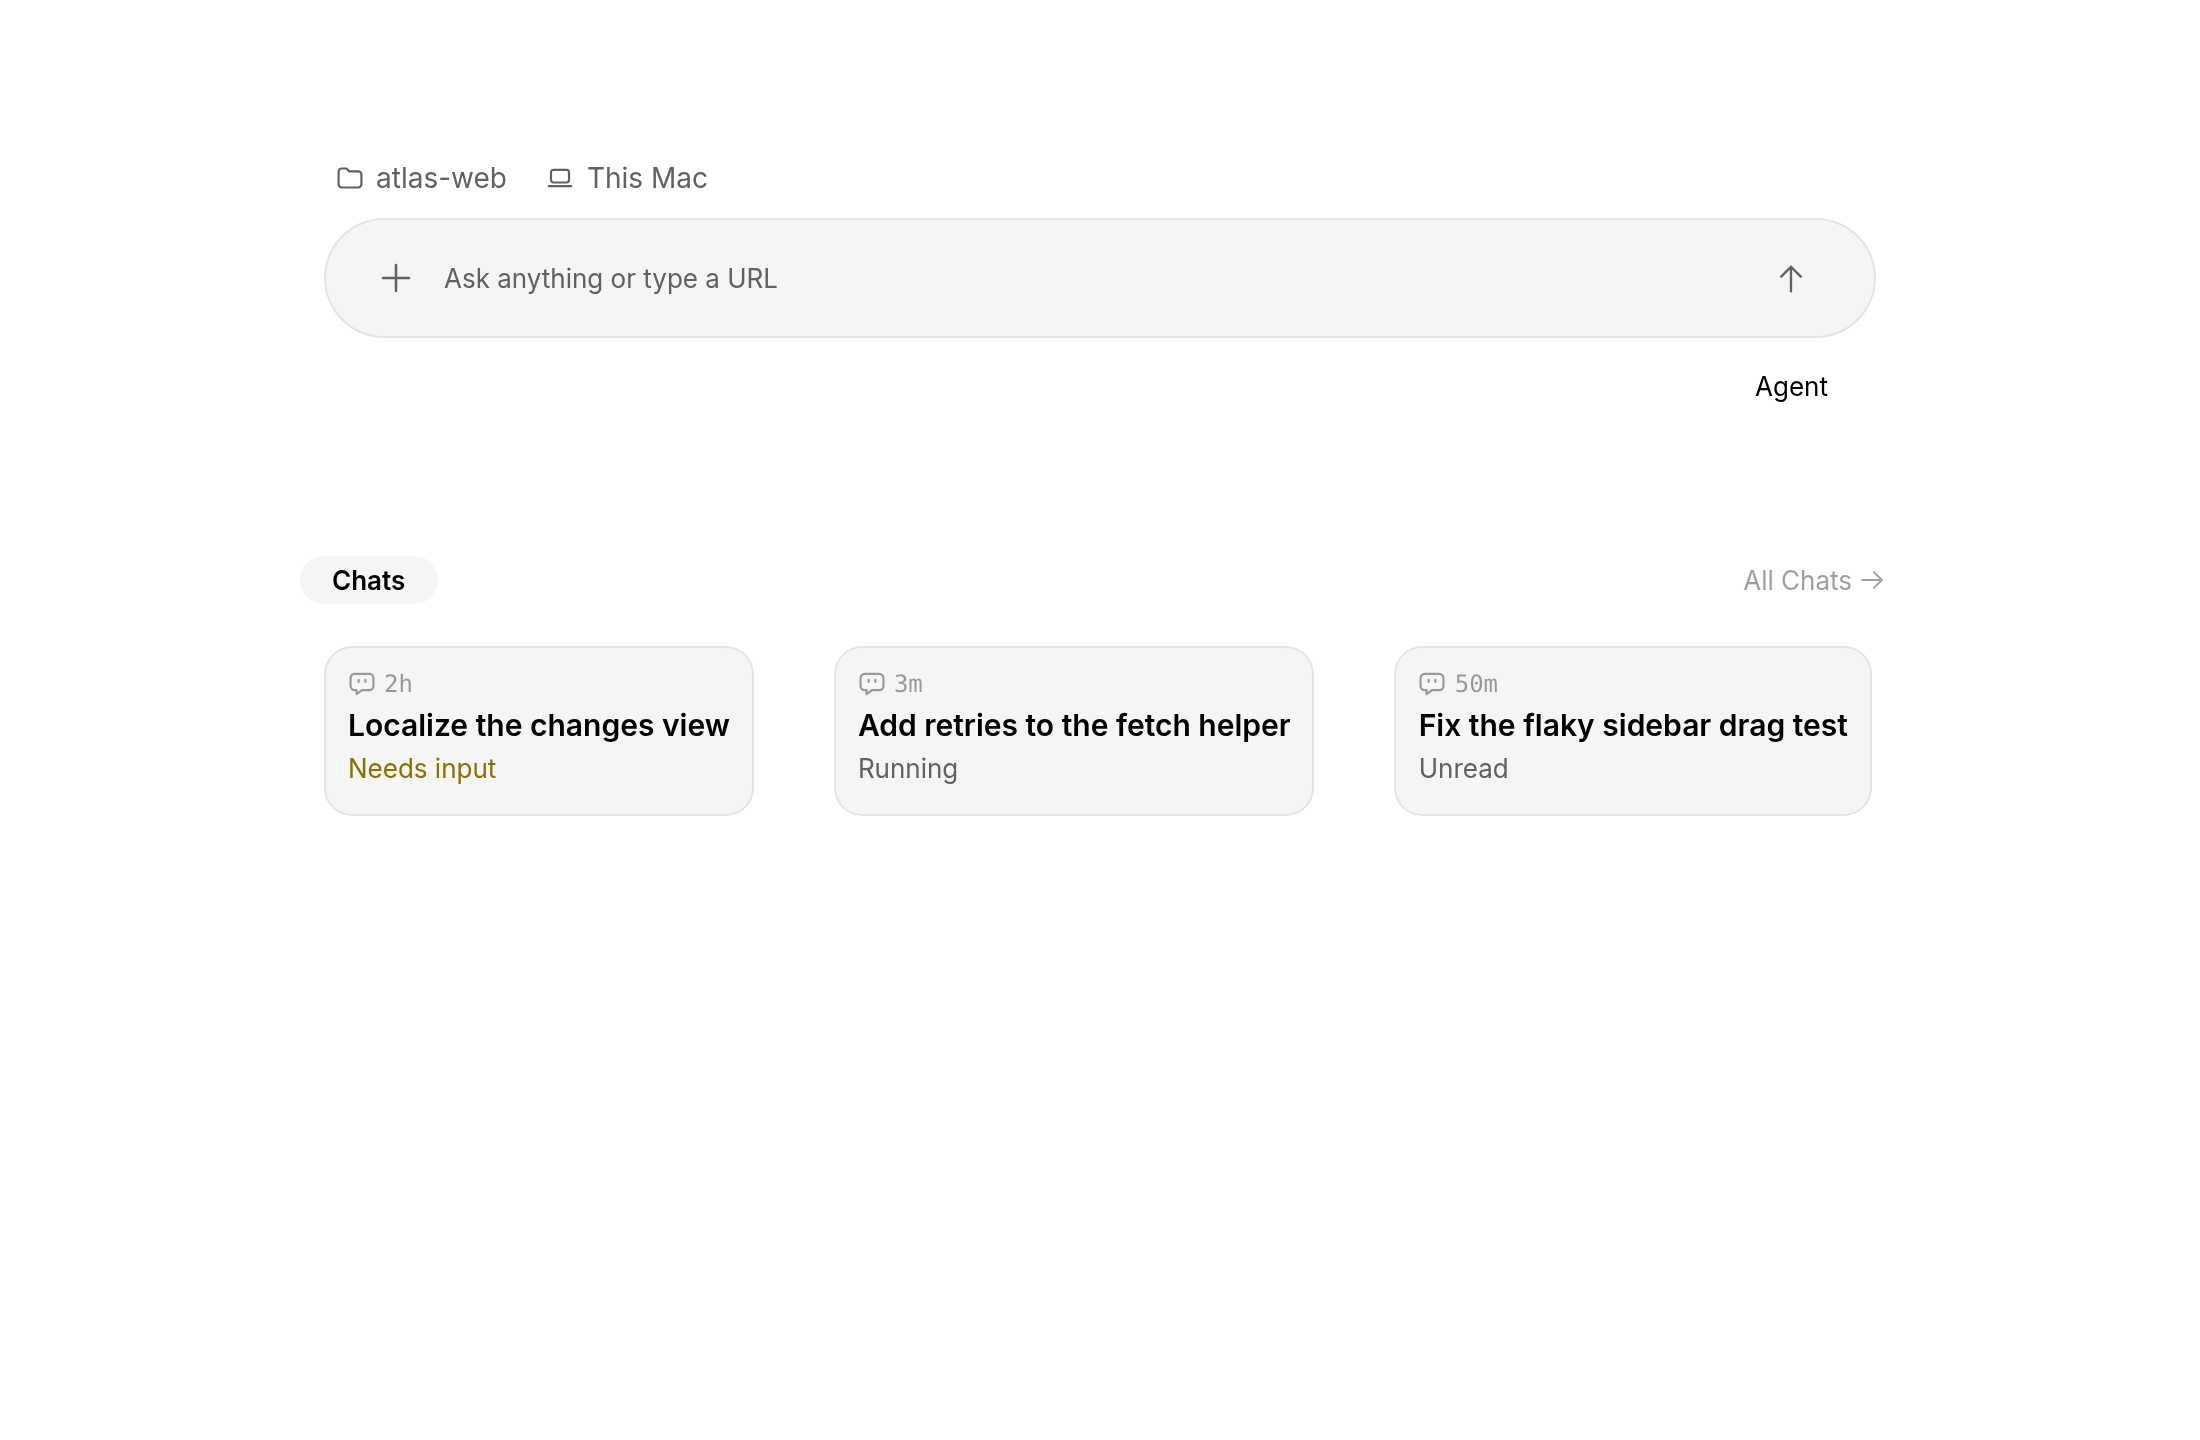 atlas-web This Mac
Ask anything or type a URL
Agent
Chats
All Chats
2h
Localize the changes view
Needs input
3m
Add retries to the fetch helper
Running
50m
Fix the flaky sidebar drag test
Unread